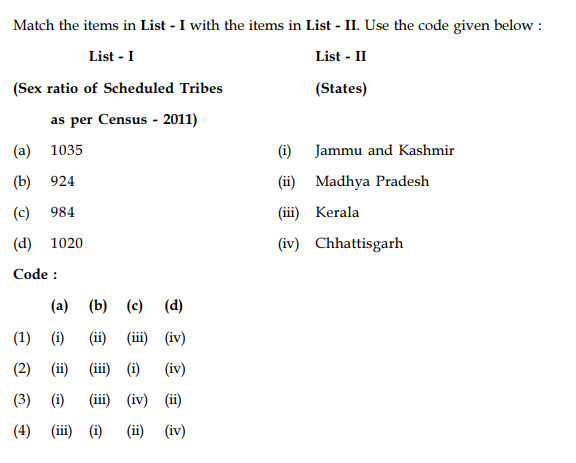 Match the items in List - I with the items in List - II. Use the code given below :
List - I List - II
(Sex ratio of Scheduled Tribes (States)
as per Census - 2011)
(a) 1035 (i) Jammu and Kashmir
(b) 924 (ii) Madhya Pradesh
(c) 984 (iii) Kerala
(d) 1020 (iv) Chhattisgarh
Code :
(a) (b) (c) (d)
(1) (i) (ii) (iii) (iv)
(2) (ii) (iii) (i) (iv)
(3) (i) (iii) (iv) (ii)
(4) (iii) (i) (ii) (iv)